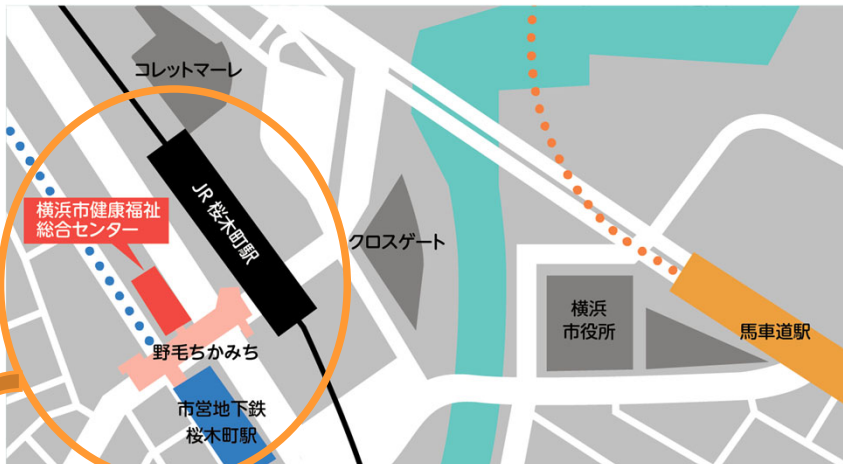 コレットマーレ
JR 桜木町駅
横浜市健康福祉
総合センター
クロスゲート
横浜
市役所
馬車道駅
野毛ちかみち
市営地下鉄
桜木町駅